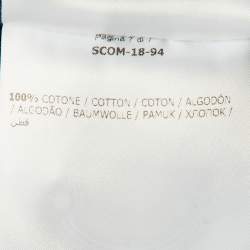 Pagina 7 di 7
SCOM-18-94
100% COTONE / COTTON / COTON / ALGODÓN
/ ALGODÃO / BAUMWOLLE / PAMUK / ХЛОПОК /
قطن